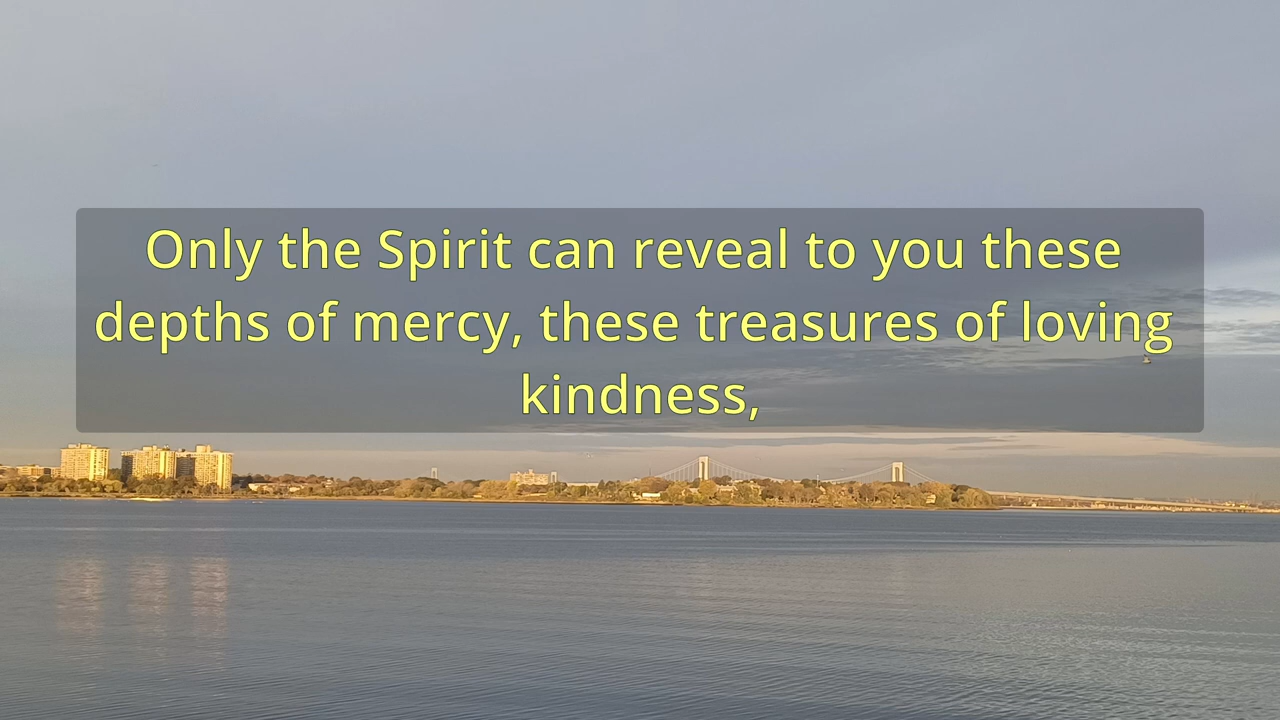 Only the Spirit can reveal to you these
depths of mercy, these treasures of loving
kindness,